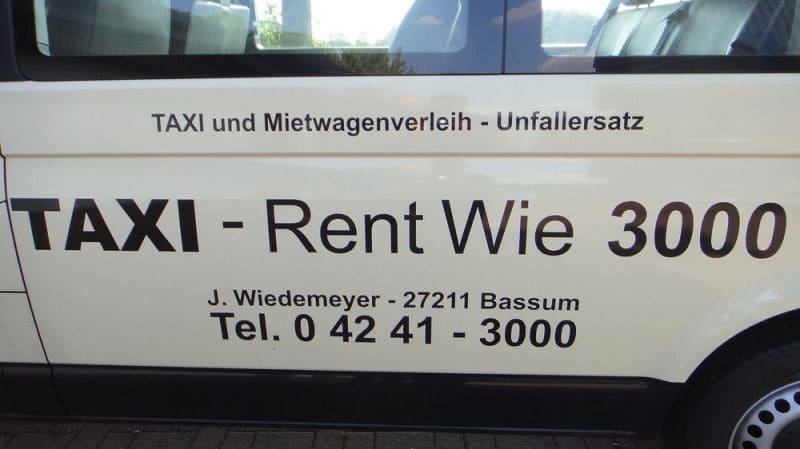 TAXI und Mietwagenverleih - Unfallersatz
TAXI - Rent Wie 3000
J. Wiedemeyer - 27211 Bassum
Tel. 0 42 41 - 3000